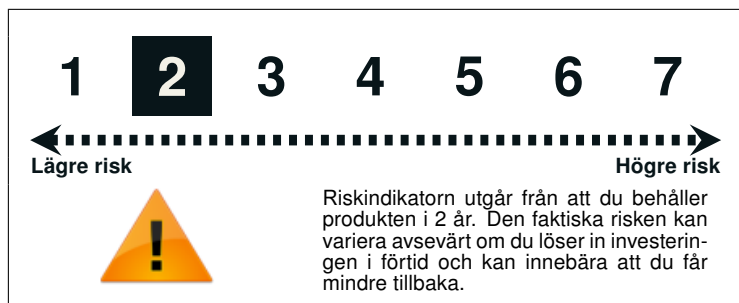 1 2 3 4 5 6 7
Lägre risk Högre risk
Riskindikatorn utgår från att du behåller
produkten i 2 år. Den faktiska risken kan
variera avsevärt om du löser in investerin-
gen i förtid och kan innebära att du får
mindre tillbaka.